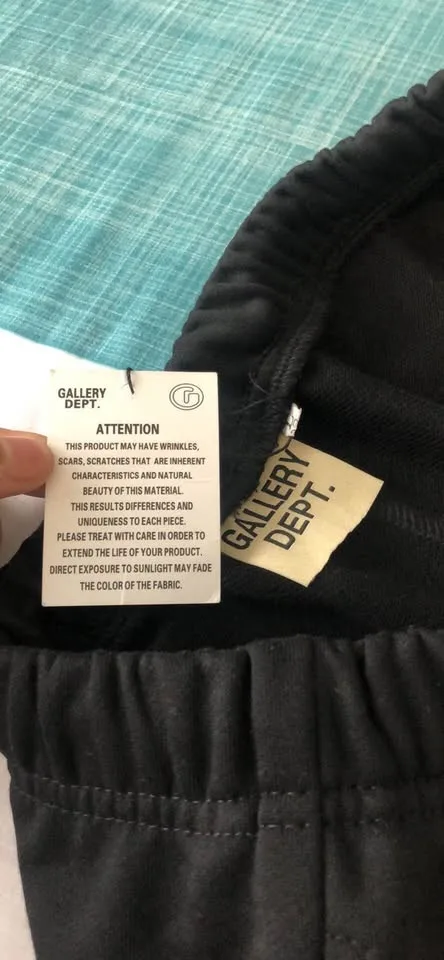 GALLERY
DEPT.
ATTENTION
THIS PRODUCT MAY HAVE WRINKLES,
SCARS, SCRATCHES THAT ARE INHERENT
CHARACTERISTICS AND NATURAL
BEAUTY OF THIS MATERIAL.
THIS RESULTS DIFFERENCES AND
UNIQUENESS TO EACH PIECE.
PLEASE TREAT WITH CARE IN ORDER TO
EXTEND THE LIFE OF YOUR PRODUCT.
DIRECT EXPOSURE TO SUNLIGHT MAY FADE
THE COLOR OF THE FABRIC.
GALLERY
DEPT.